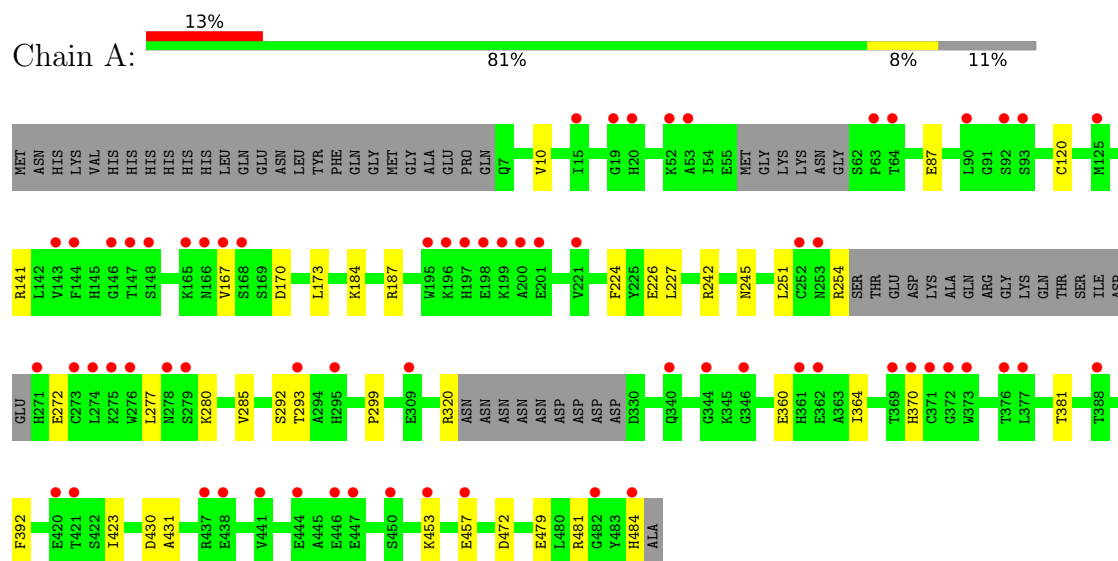 13%
Chain A:
81% 8% 11%
MET ASN HIS LYS VAL HIS HIS HIS HIS HIS HIS LEU GLN GLU ASN LEU TYR PHE GLN GLY MET GLY ALA GLU PRO GLN Q7 V10 I15 G19 H20 K52 A53 I54 E55 MET GLY LYS LYS ASN GLY S62 P63 T64 E87 L90 G91 S92 S93 C120 M125
R141 L142 V143 F144 H145 G146 T147 S148 K165 N166 V167 S168 S169 D170 L173 K184 R187 W195 K196 H197 E198 K199 A200 E201 V221 F224 Y225 E226 L227 R242 N245 L251 C252 N253 R254 SER THR GLU ASP LYS ALA GLN ARG GLY LYS GLN THR SER ILE ASP
GLU H271 E272 C273 L274 K275 W276 L277 N278 S279 K280 V285 S292 T293 A294 H295 P299 E309 R320 ASN ASN ASN ASN ASN ASP ASP ASP ASP D330 Q340 G344 K345 G346 E360 H361 E362 A363 I364 T369 H370 C371 G372 W373 T376 L377 T381 T388
F392 E420 T421 S422 I423 D430 A431 R437 E438 V441 E444 A445 E446 E447 S450 K453 E457 D472 E479 L480 R481 G482 Y483 H484 ALA